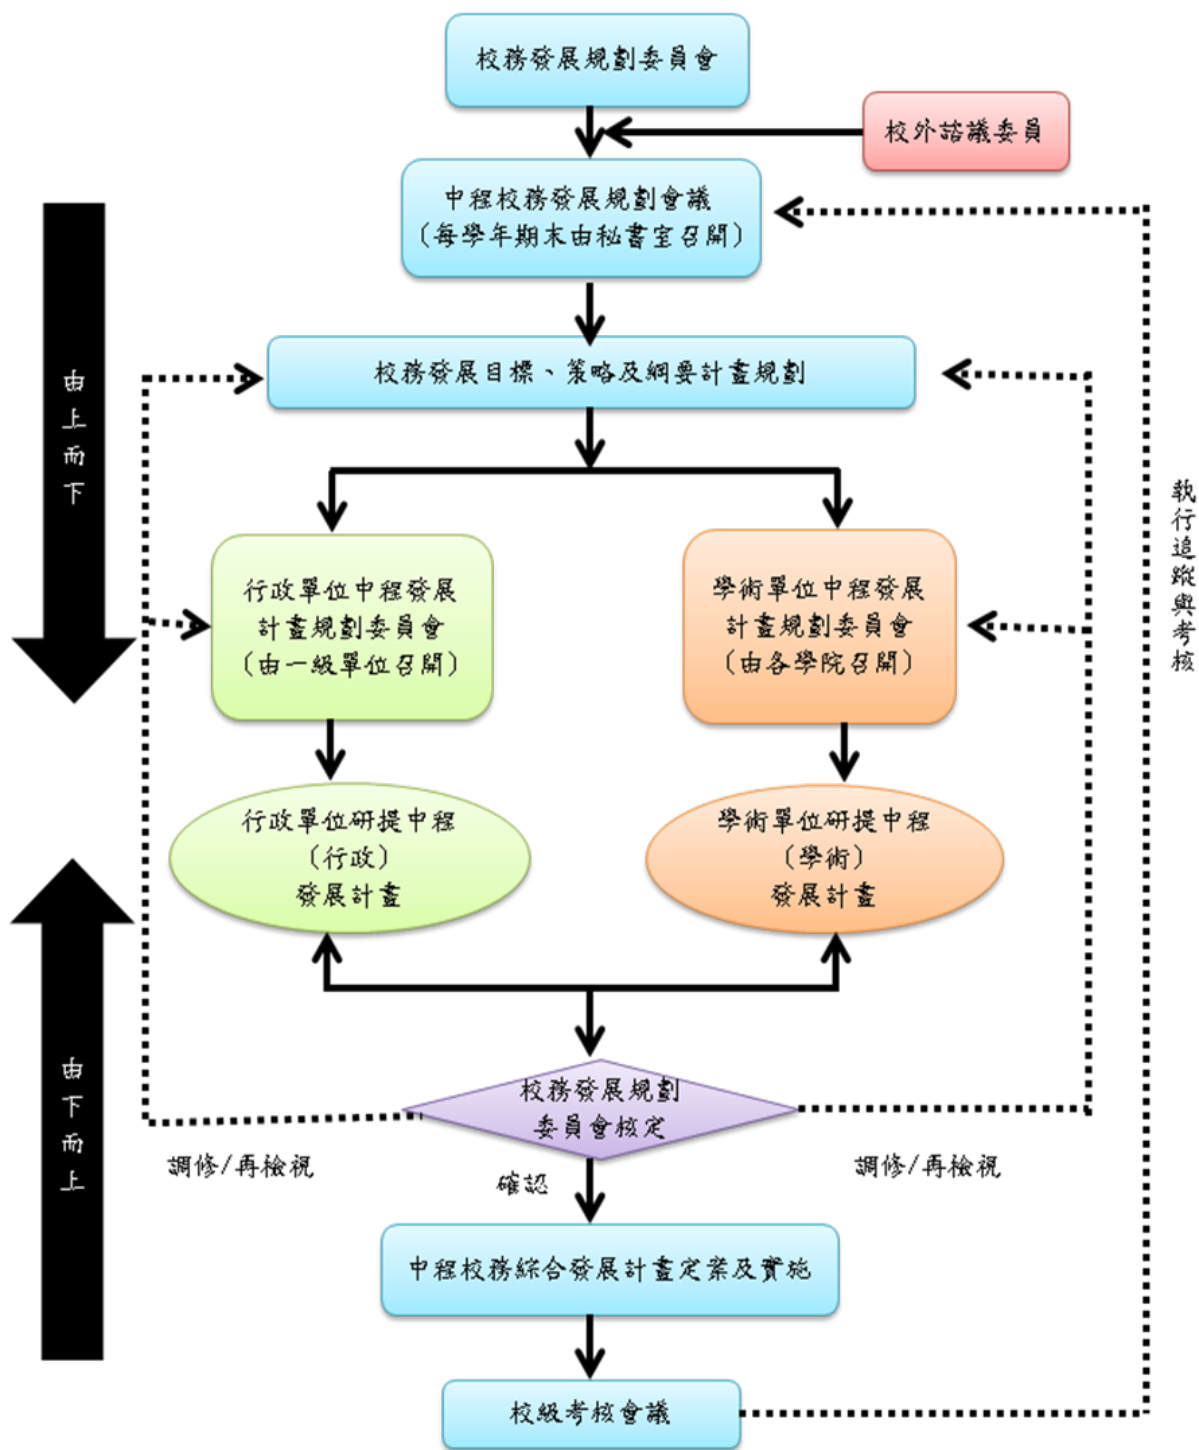 校務發展規劃委員會
校外諮議委員
中程校務發展規劃會議
(每學年期末由秘書室召開)
校務發展目標、策略及綱要計畫規劃
由上而下
執行追蹤與考核
行政單位中程發展
計畫規劃委員會
(由一級單位召開)
學術單位中程發展
計畫規劃委員會
(由各學院召開)
行政單位研提中程
(行政)
發展計畫
學術單位研提中程
(學術)
發展計畫
由下而上
校務發展規劃
委員會核定
調修/再檢視
確認
調修/再檢視
中程校務綜合發展計畫定案及實施
校級考核會議